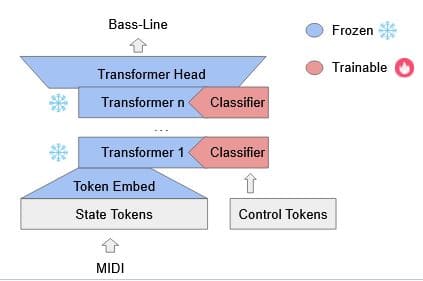 Bass-Line
Frozen
Transformer Head
Trainable
Transformer n
Classifier
...
Transformer 1
Classifier
Token Embed
State Tokens
Control Tokens
MIDI